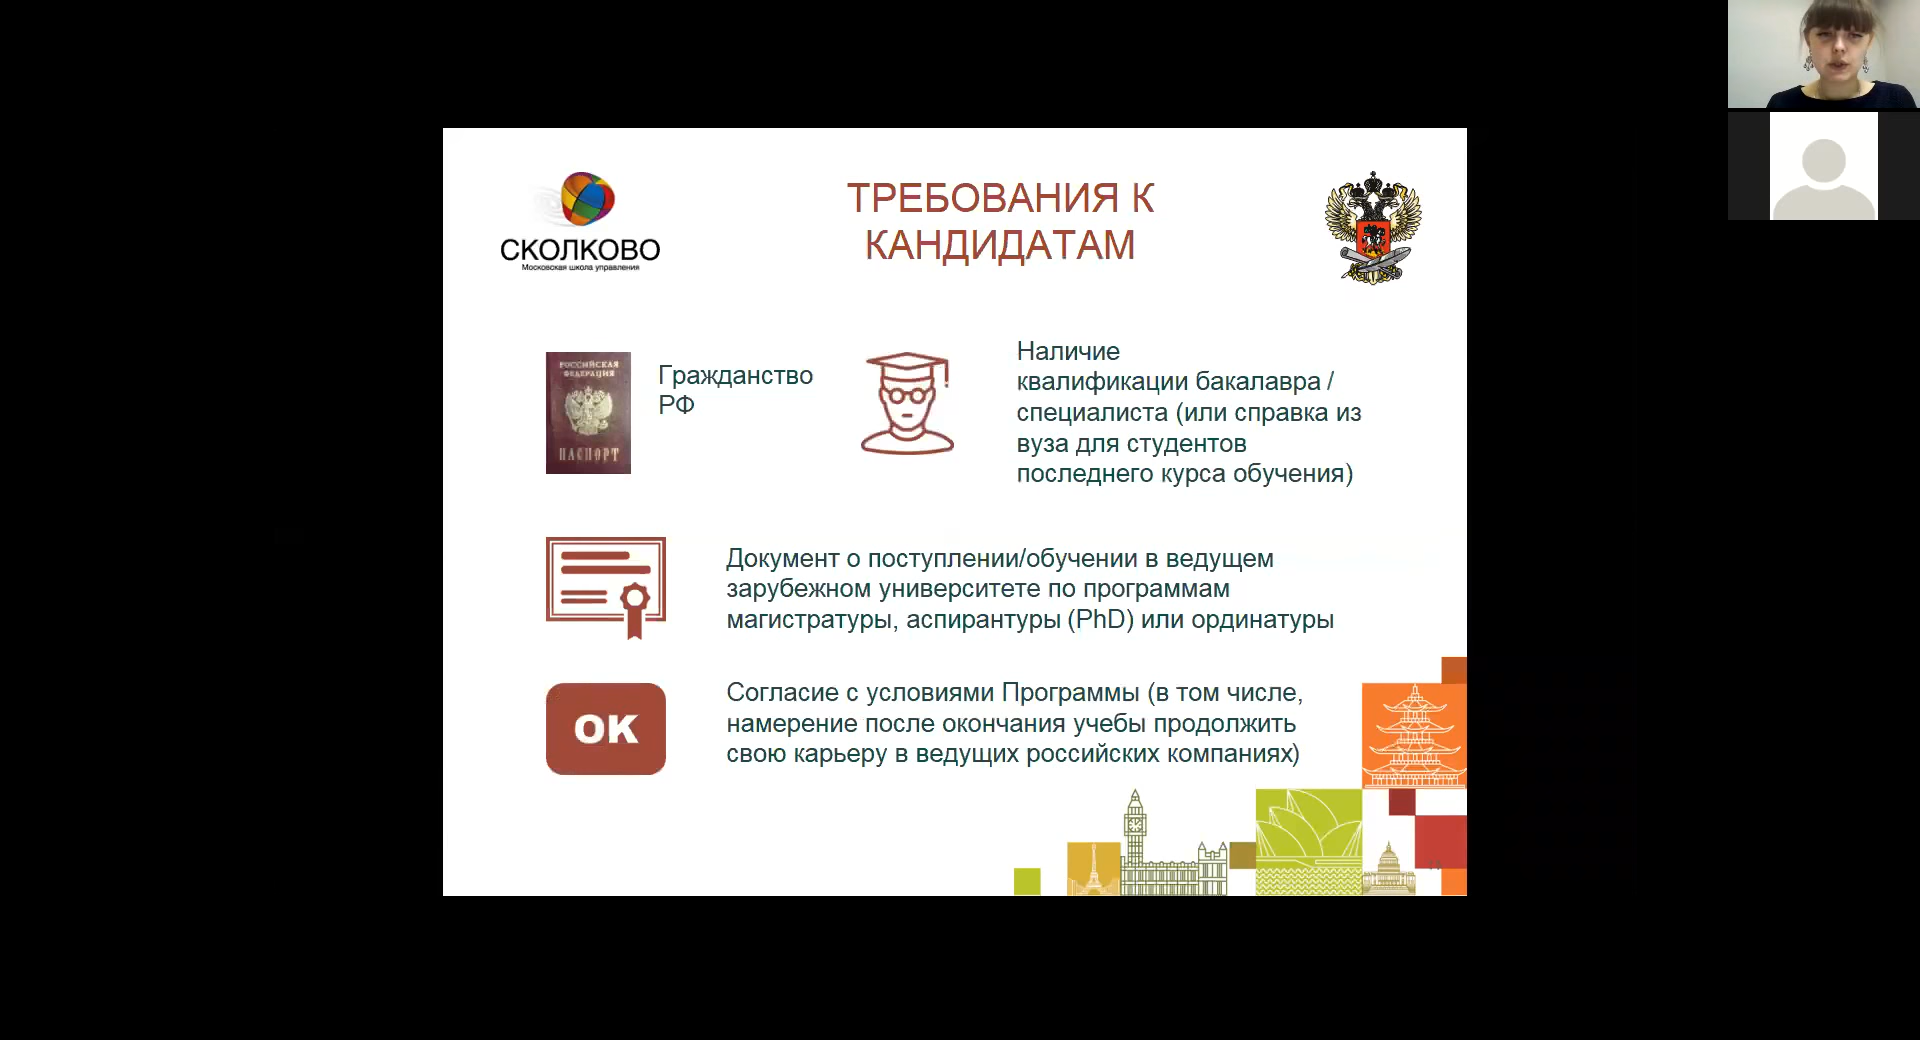 СКОЛКОВО
Московская школа управления
ТРЕБОВАНИЯ К
КАНДИДАТАМ
РОССИЙСКАЯ
ФЕДЕРАЦИЯ
ПАСПОРТ
Гражданство
РФ
Наличие
квалификации бакалавра /
специалиста (или справка из
вуза для студентов
последнего курса обучения)
Документ о поступлении/обучении в ведущем
зарубежном университете по программам
магистратуры, аспирантуры (PhD) или ординатуры
OK
Согласие с условиями Программы (в том числе,
намерение после окончания учебы продолжить
свою карьеру в ведущих российских компаниях)